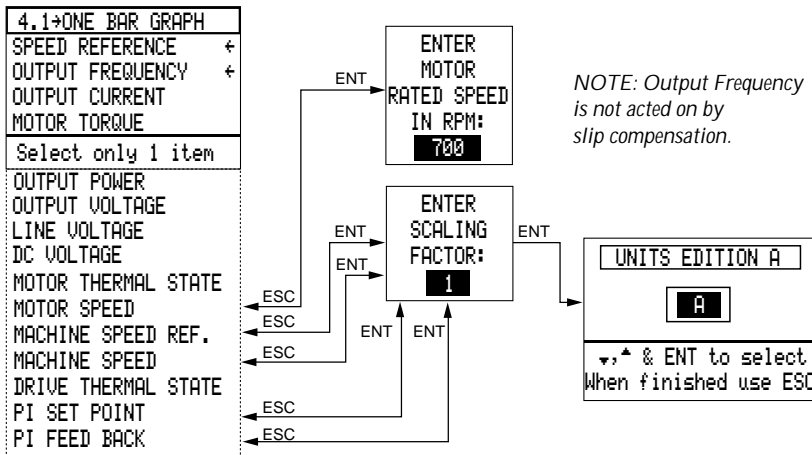 4.1→ONE BAR GRAPH
SPEED REFERENCE ←
OUTPUT FREQUENCY ←
OUTPUT CURRENT
MOTOR TORQUE
Select only 1 item
OUTPUT POWER
OUTPUT VOLTAGE
LINE VOLTAGE
DC VOLTAGE
MOTOR THERMAL STATE
MOTOR SPEED
MACHINE SPEED REF.
MACHINE SPEED
DRIVE THERMAL STATE
PI SET POINT
PI FEED BACK
ESC
ESC
ESC
ESC
ESC
ENT
ENT
ENT
ENT ENT
ENTER
MOTOR
RATED SPEED
IN RPM:
700
ENTER
SCALING
FACTOR:
1
ENT
NOTE: Output Frequency
is not acted on by
slip compensation.
UNITS EDITION A
A
▾,▴ & ENT to select
When finished use ESC